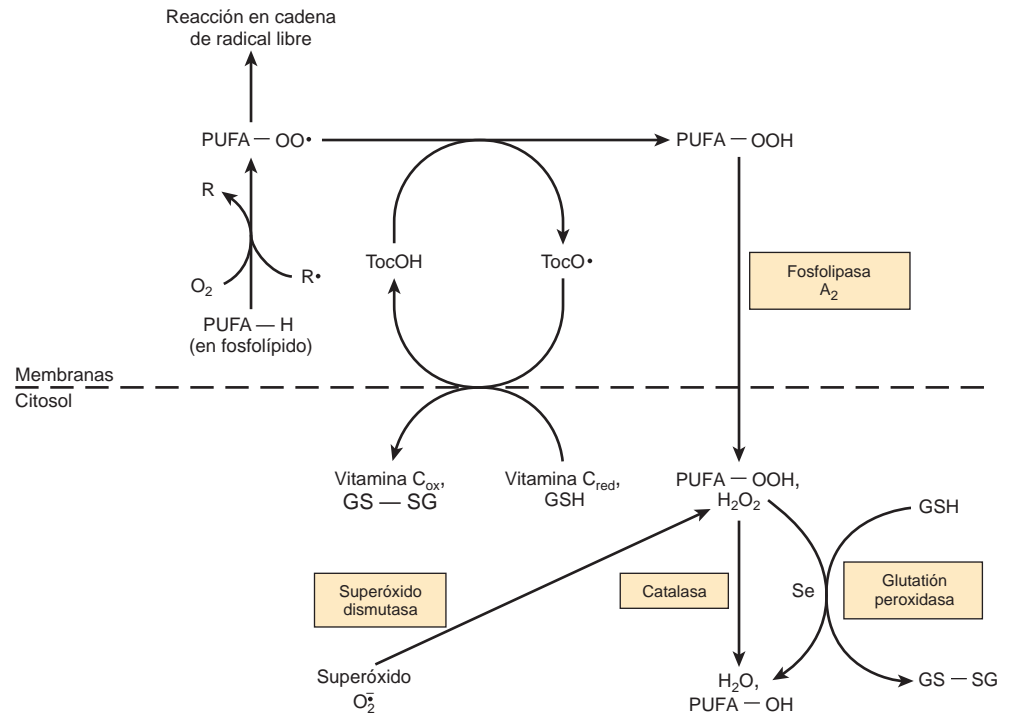 Reacción en cadena
de radical libre
PUFA — OO•
PUFA — OOH
R
TocOH
TocO•
Fosfolipasa
A2
O2
R•
PUFA — H
(en fosfolípido)
Membranas
Citosol
Vitamina Cox,
GS — SG
Vitamina Cred,
GSH
PUFA — OOH,
H2O2
GSH
Superóxido
dismutasa
Catalasa
Se
Glutatión
peroxidasa
Superóxido
O2•̄
H2O,
PUFA — OH
GS — SG